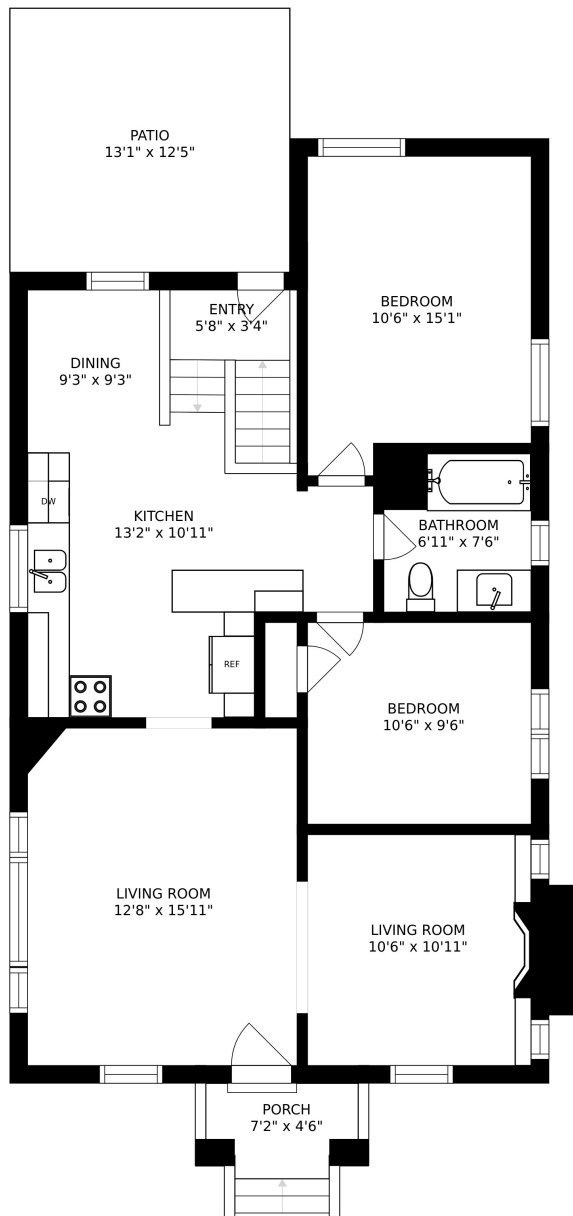 PATIO
13'1" x 12'5"
BEDROOM
10'6" x 15'1"
ENTRY
5'8" x 3'4"
DINING
9'3" x 9'3"
DW
KITCHEN
13'2" x 10'11"
BATHROOM
6'11" x 7'6"
REF
BEDROOM
10'6" x 9'6"
LIVING ROOM
12'8" x 15'11"
LIVING ROOM
10'6" x 10'11"
PORCH
7'2" x 4'6"